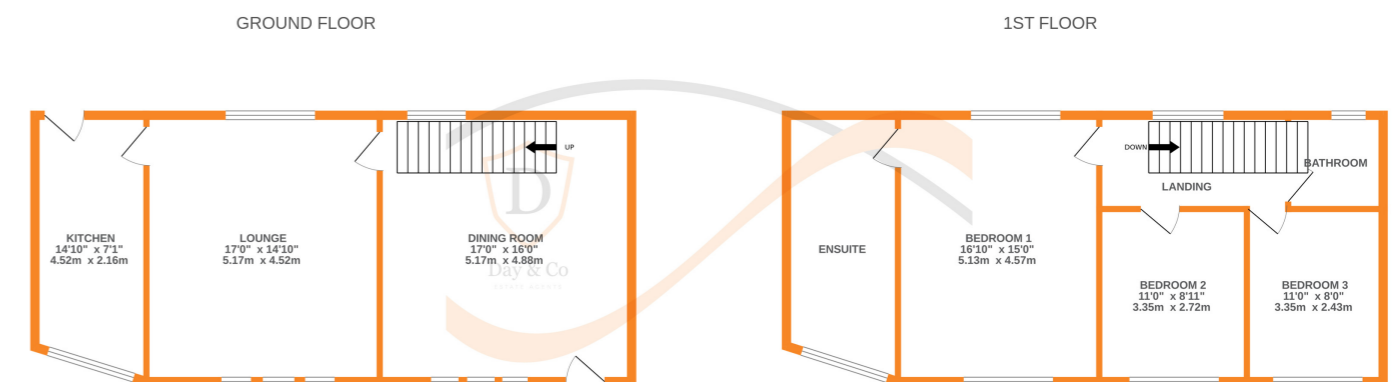 GROUND FLOOR
1ST FLOOR
UP
DOWN
BATHROOM
LANDING
KITCHEN
14'10" x 7'1"
4.52m x 2.16m
LOUNGE
17'0" x 14'10"
5.17m x 4.52m
DINING ROOM
17'0" x 16'0"
5.17m x 4.88m
D
Day & Co
ESTATE AGENTS
ENSUITE
BEDROOM 1
16'10" x 15'0"
5.13m x 4.57m
BEDROOM 2
11'0" x 8'11"
3.35m x 2.72m
BEDROOM 3
11'0" x 8'0"
3.35m x 2.43m